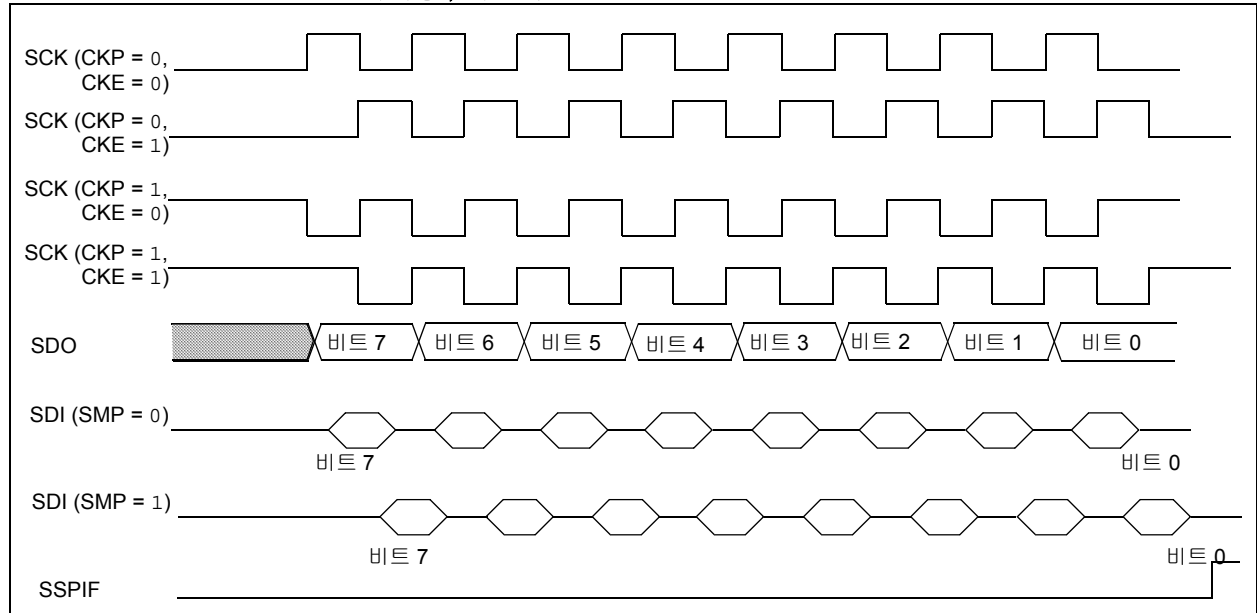 SCK (CKP = 0,
CKE = 0)
SCK (CKP = 0,
CKE = 1)
SCK (CKP = 1,
CKE = 0)
SCK (CKP = 1,
CKE = 1)
SDO 비트 7 비트 6 비트 5 비트 4 비트 3 비트 2 비트 1 비트 0
SDI (SMP = 0)
비트 7 비트 0
SDI (SMP = 1)
비트 7 비트 0
SSPIF